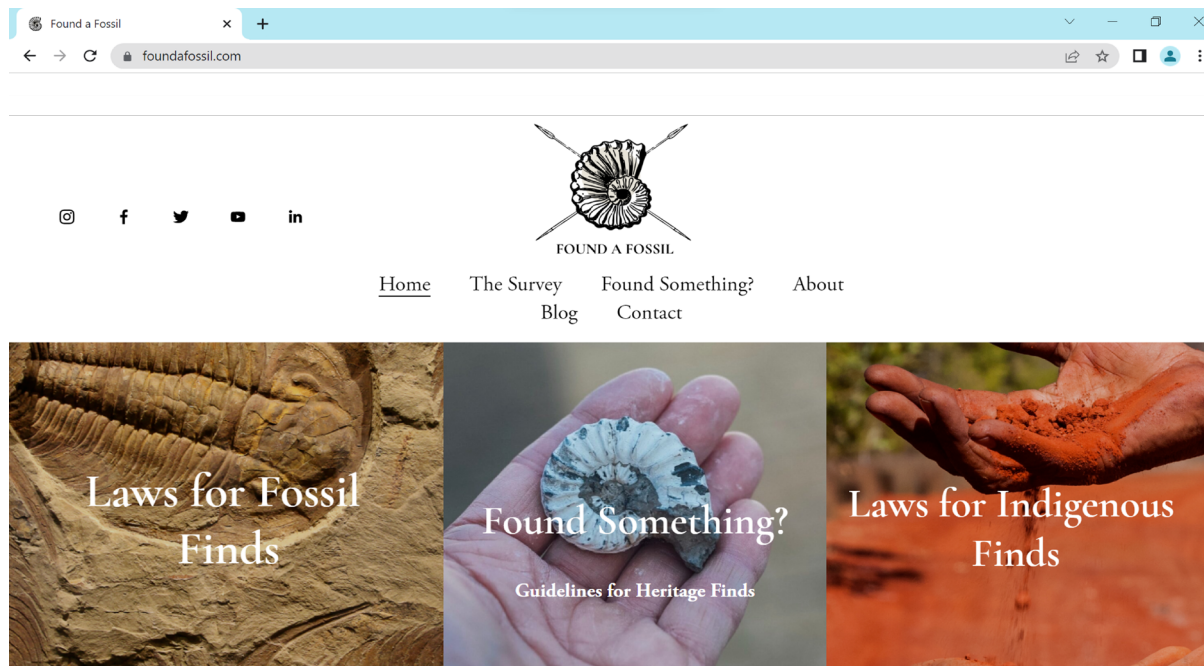 Found a Fossil
foundafossil.com
FOUND A FOSSIL
Home The Survey Found Something? About
Blog Contact
Laws for Fossil
Finds
Found Something?
Guidelines for Heritage Finds
Laws for Indigenous
Finds